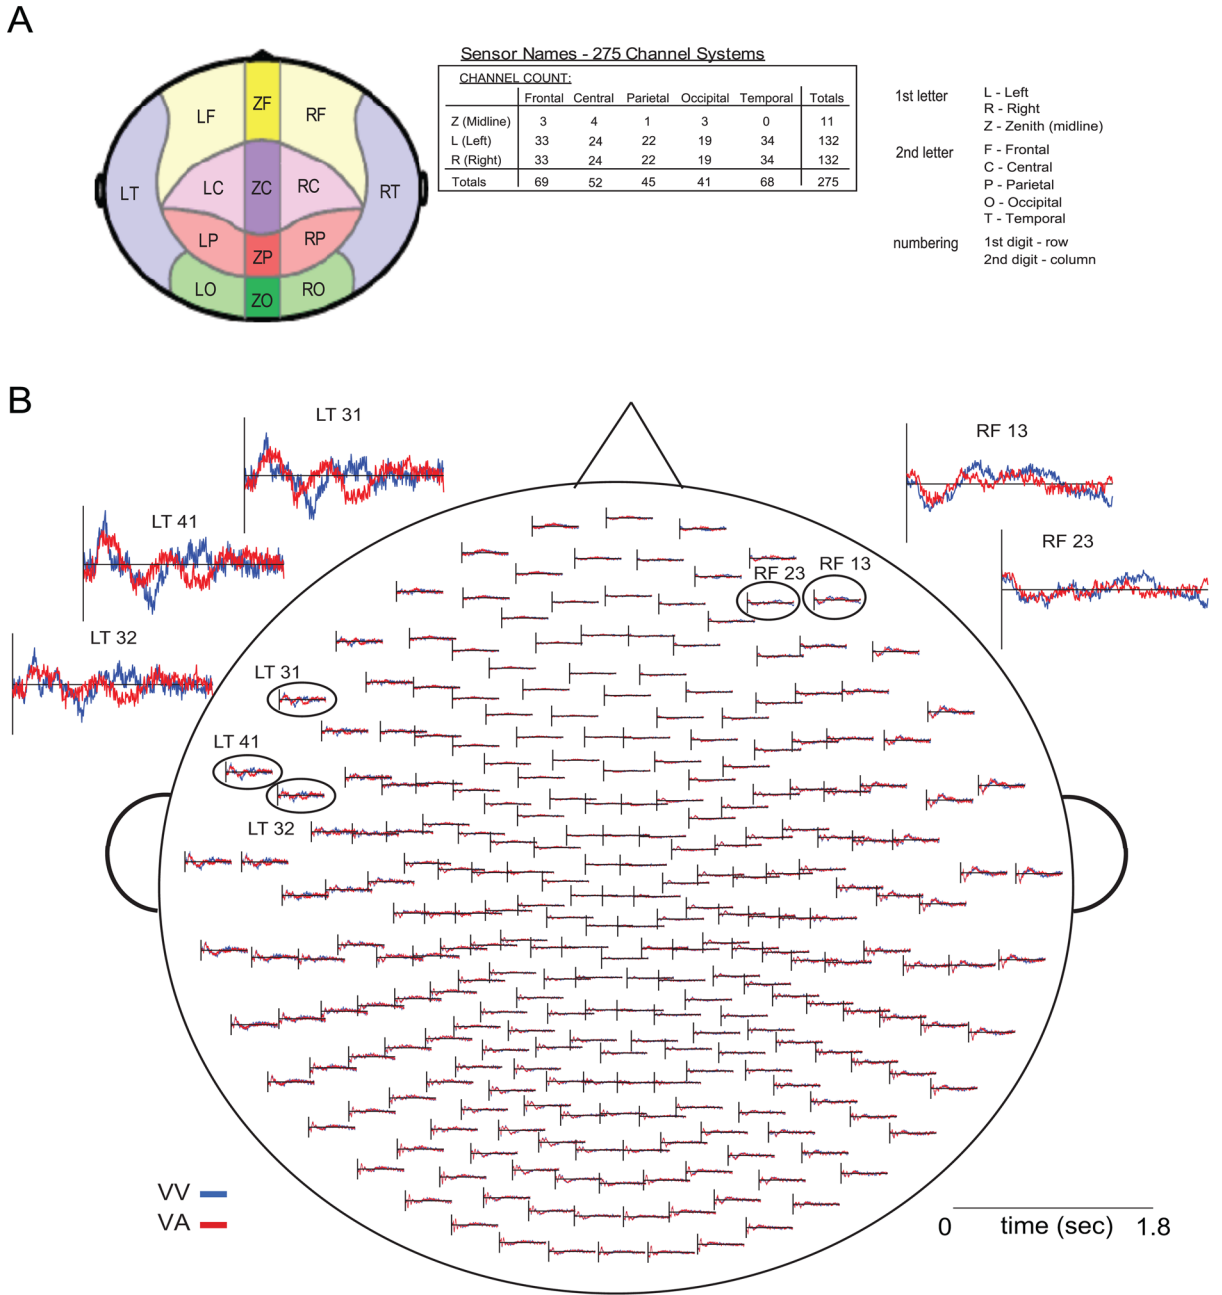 A
LF
ZF
RF
LT
LC
ZC
RC
RT
LP
ZP
RP
LO
ZO
RO
Sensor Names - 275 Channel Systems
CHANNEL COUNT:
Frontal Central Parietal Occipital Temporal Totals
Z (Midline) 3 4 1 3 0 11
L (Left) 33 24 22 19 34 132
R (Right) 33 24 22 19 34 132
Totals 69 52 45 41 68 275
1st letter
L - Left
R - Right
Z - Zenith (midline)
2nd letter
F - Frontal
C - Central
P - Parietal
O - Occipital
T - Temporal
numbering
1st digit - row
2nd digit - column
B
LT 31
LT 41
LT 32
RF 13
RF 23
RF 23
RF 13
LT 31
LT 41
LT 32
VV
VA
0 time (sec) 1.8